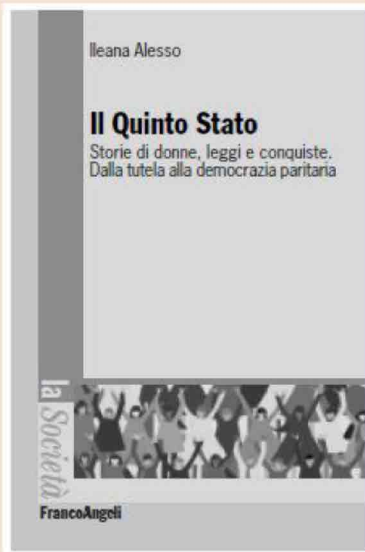 Ileana Alesso
Il Quinto Stato
Storie di donne, leggi e conquiste.
Dalla tutela alla democrazia paritaria
la Società
FrancoAngeli